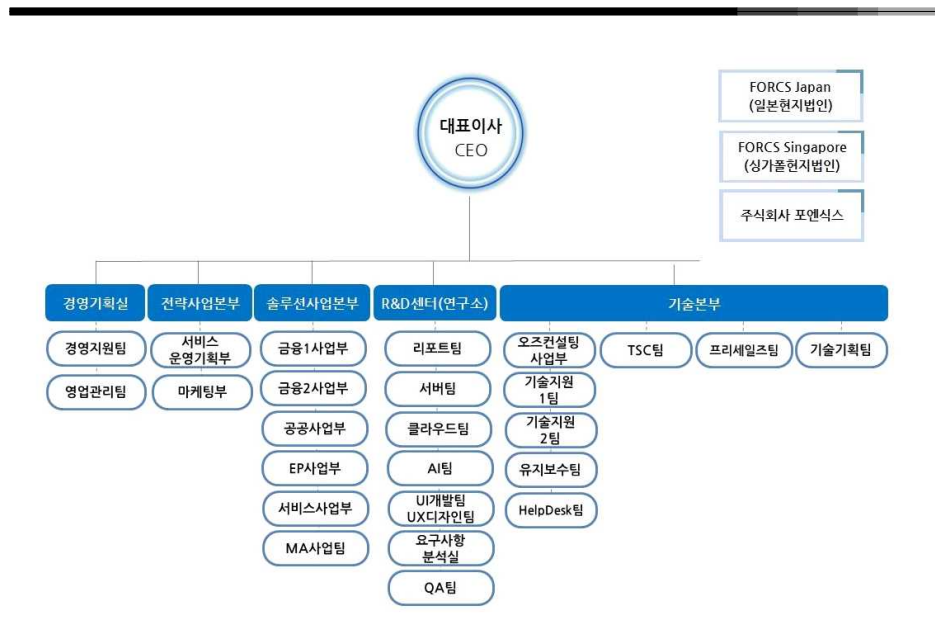 대표이사
CEO
FORCS Japan
(일본현지법인)
FORCS Singapore
(싱가폴현지법인)
주식회사 포엔식스
경영기획실
전략사업본부
솔루션사업본부
R&D센터(연구소)
기술본부
경영지원팀
영업관리팀
서비스
운영기획부
마케팅부
금융1사업부
금융2사업부
공공사업부
EP사업부
서비스사업부
MA사업팀
리포트팀
서버팀
클라우드팀
AI팀
UI개발팀
UX디자인팀
요구사항
분석실
QA팀
오즈컨설팅
사업부
기술지원
1팀
기술지원
2팀
유지보수팀
HelpDesk팀
TSC팀
프리세일즈팀
기술기획팀